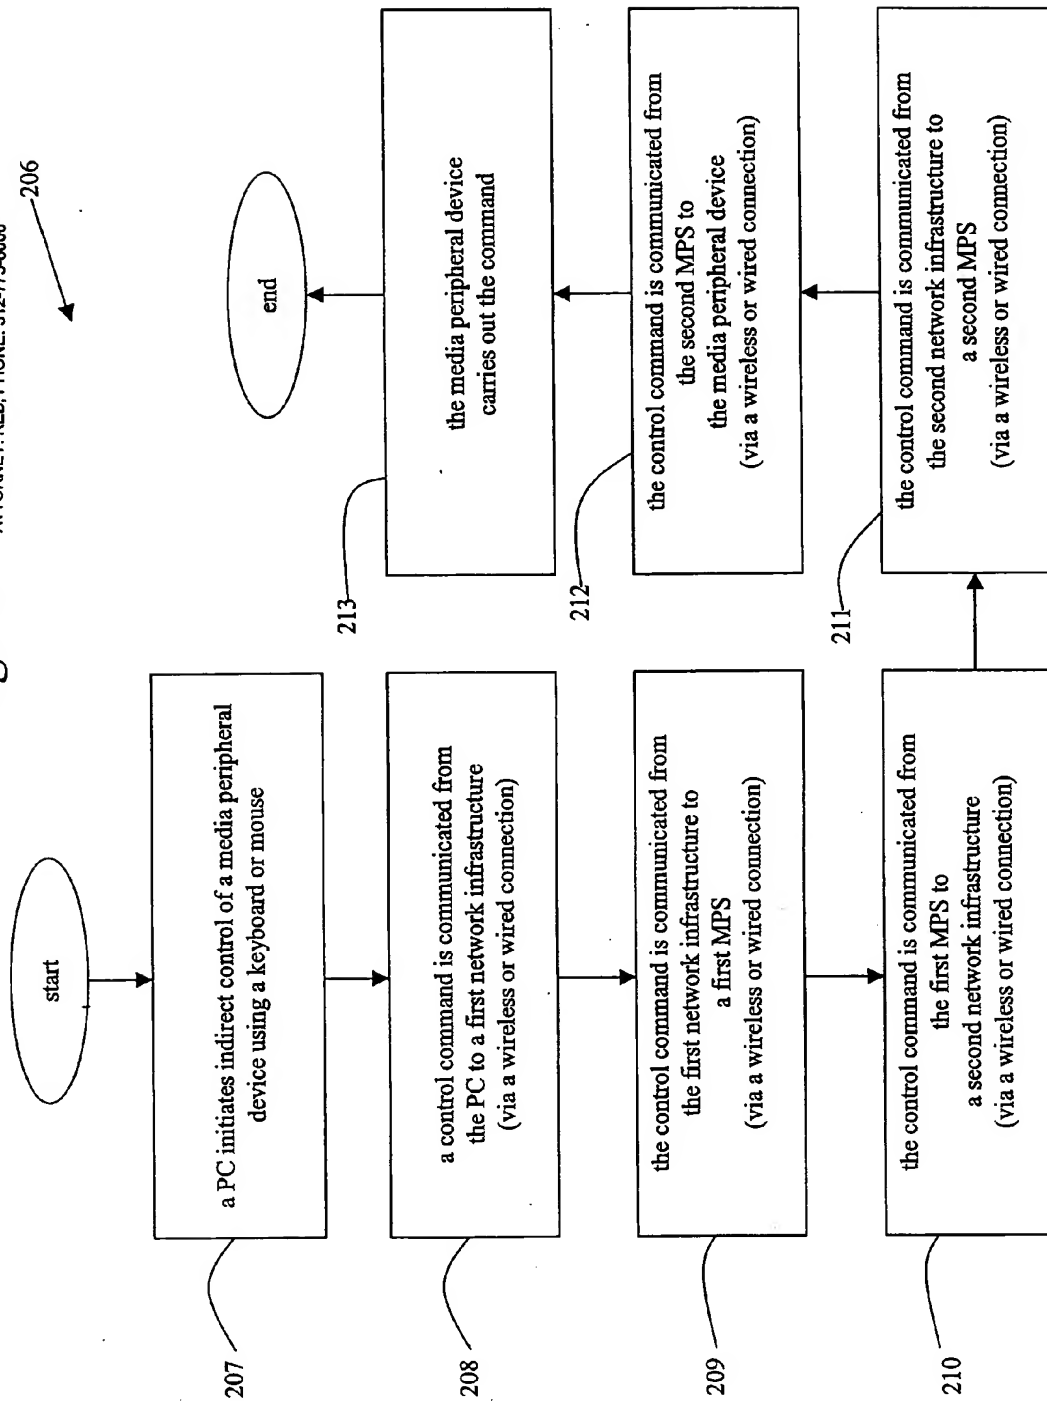 206
start
207
a PC initiates indirect control of a media peripheral
device using a keyboard or mouse
208
a control command is communicated from
the PC to a first network infrastructure
(via a wireless or wired connection)
209
the control command is communicated from
the first network infrastructure to
a first MPS
(via a wireless or wired connection)
210
the control command is communicated from
the first MPS to
a second network infrastructure
(via a wireless or wired connection)
211
the control command is communicated from
the second network infrastructure to
a second MPS
(via a wireless or wired connection)
212
the control command is communicated from
the second MPS to
the media peripheral device
(via a wireless or wired connection)
213
the media peripheral device
carries out the command
end